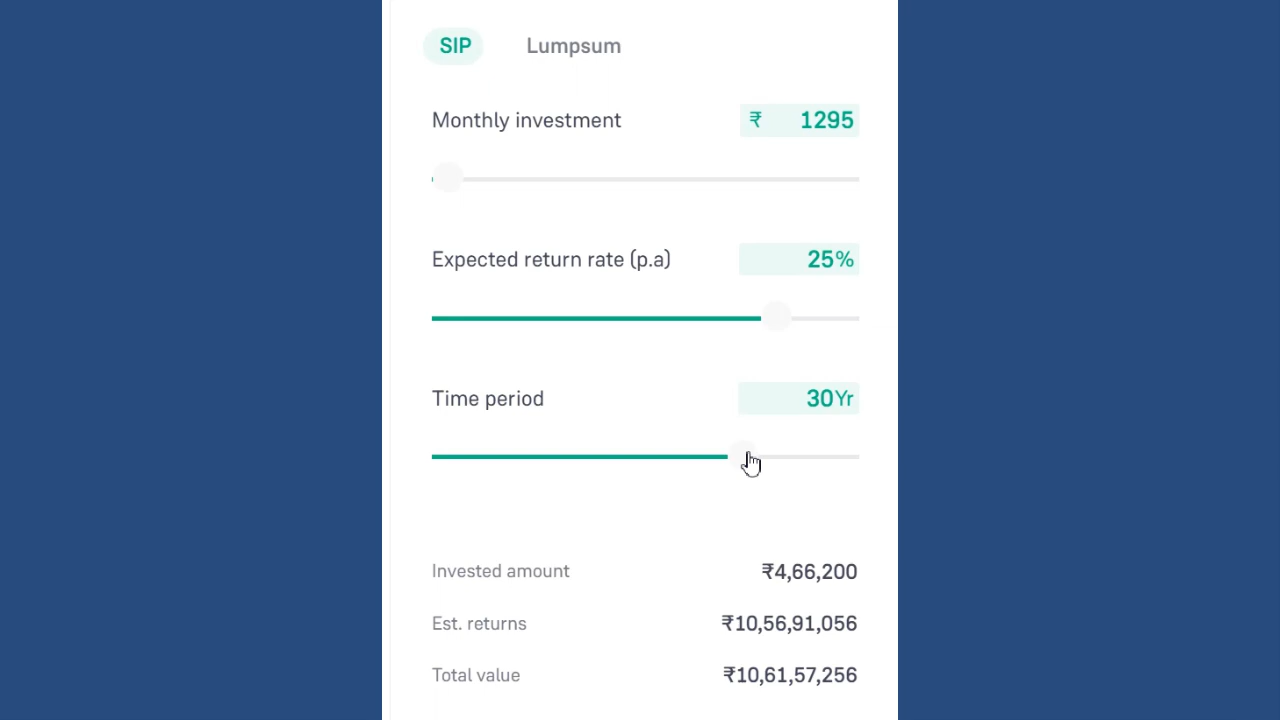 SIP Lumpsum
Monthly investment ₹ 1295
Expected return rate (p.a) 25%
Time period 30Yr
Invested amount ₹4,66,200
Est. returns ₹10,56,91,056
Total value ₹10,61,57,256